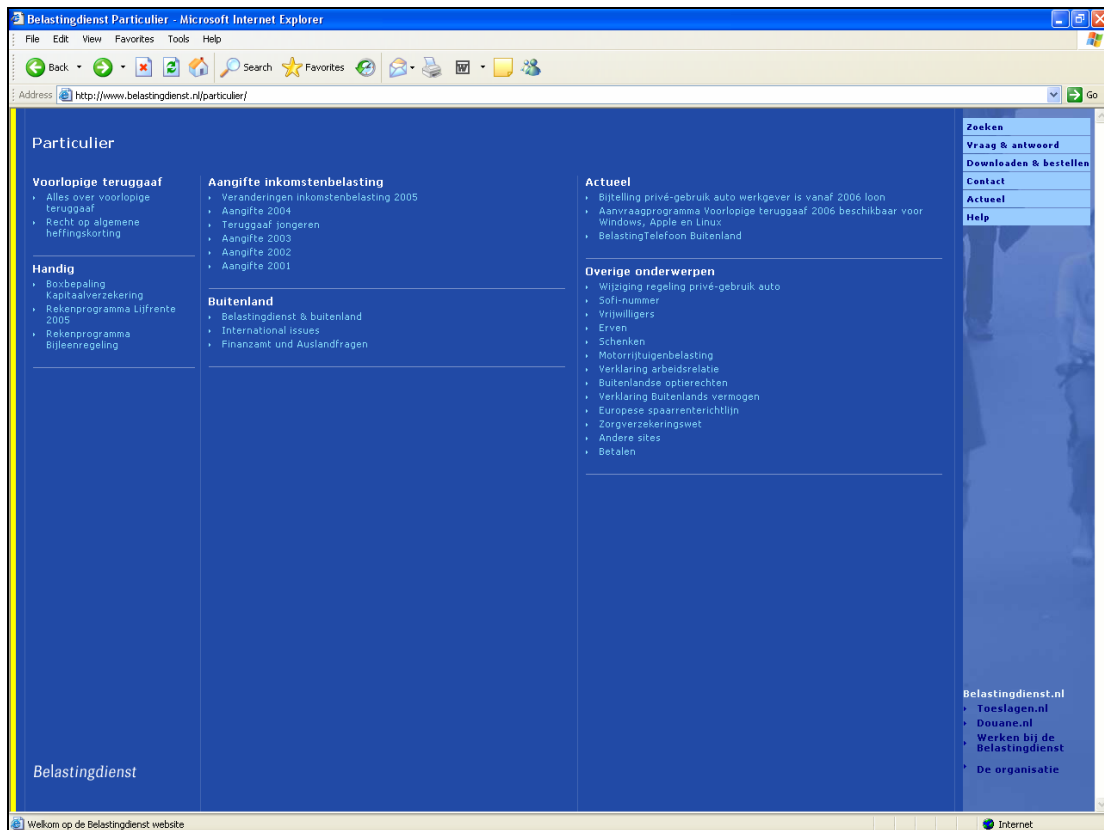 Belastingdienst Particulier - Microsoft Internet Explorer
File Edit View Favorites Tools Help
Back Search Favorites
Address http://www.belastingdienst.nl/particulier/ Go
Particulier
Voorlopige teruggaaf
Alles over voorlopige
teruggaaf
Recht op algemene
heffingskorting
Handig
Boxbepaling
Kapitaalverzekering
Rekenprogramma Lijfrente
2005
Rekenprogramma
Bijleenregeling
Aangifte inkomstenbelasting
Veranderingen inkomstenbelasting 2005
Aangifte 2004
Teruggaaf jongeren
Aangifte 2003
Aangifte 2002
Aangifte 2001
Buitenland
Belastingdienst & buitenland
International issues
Finanzamt und Auslandfragen
Actueel
Bijtelling privé-gebruik auto werkgever is vanaf 2006 loon
Aanvraagprogramma Voorlopige teruggaaf 2006 beschikbaar voor
Windows, Apple en Linux
BelastingTelefoon Buitenland
Overige onderwerpen
Wijziging regeling privé-gebruik auto
Sofi-nummer
Vrijwilligers
Erven
Schenken
Motorrijtuigenbelasting
Verklaring arbeidsrelatie
Buitenlandse optierechten
Verklaring Buitenlands vermogen
Europese spaarrenterichtlijn
Zorgverzekeringswet
Andere sites
Betalen
Zoeken
Vraag & antwoord
Downloaden & bestellen
Contact
Actueel
Help
Belastingdienst.nl
Toeslagen.nl
Douane.nl
Werken bij de
Belastingdienst
De organisatie
Belastingdienst
Welkom op de Belastingdienst website Internet